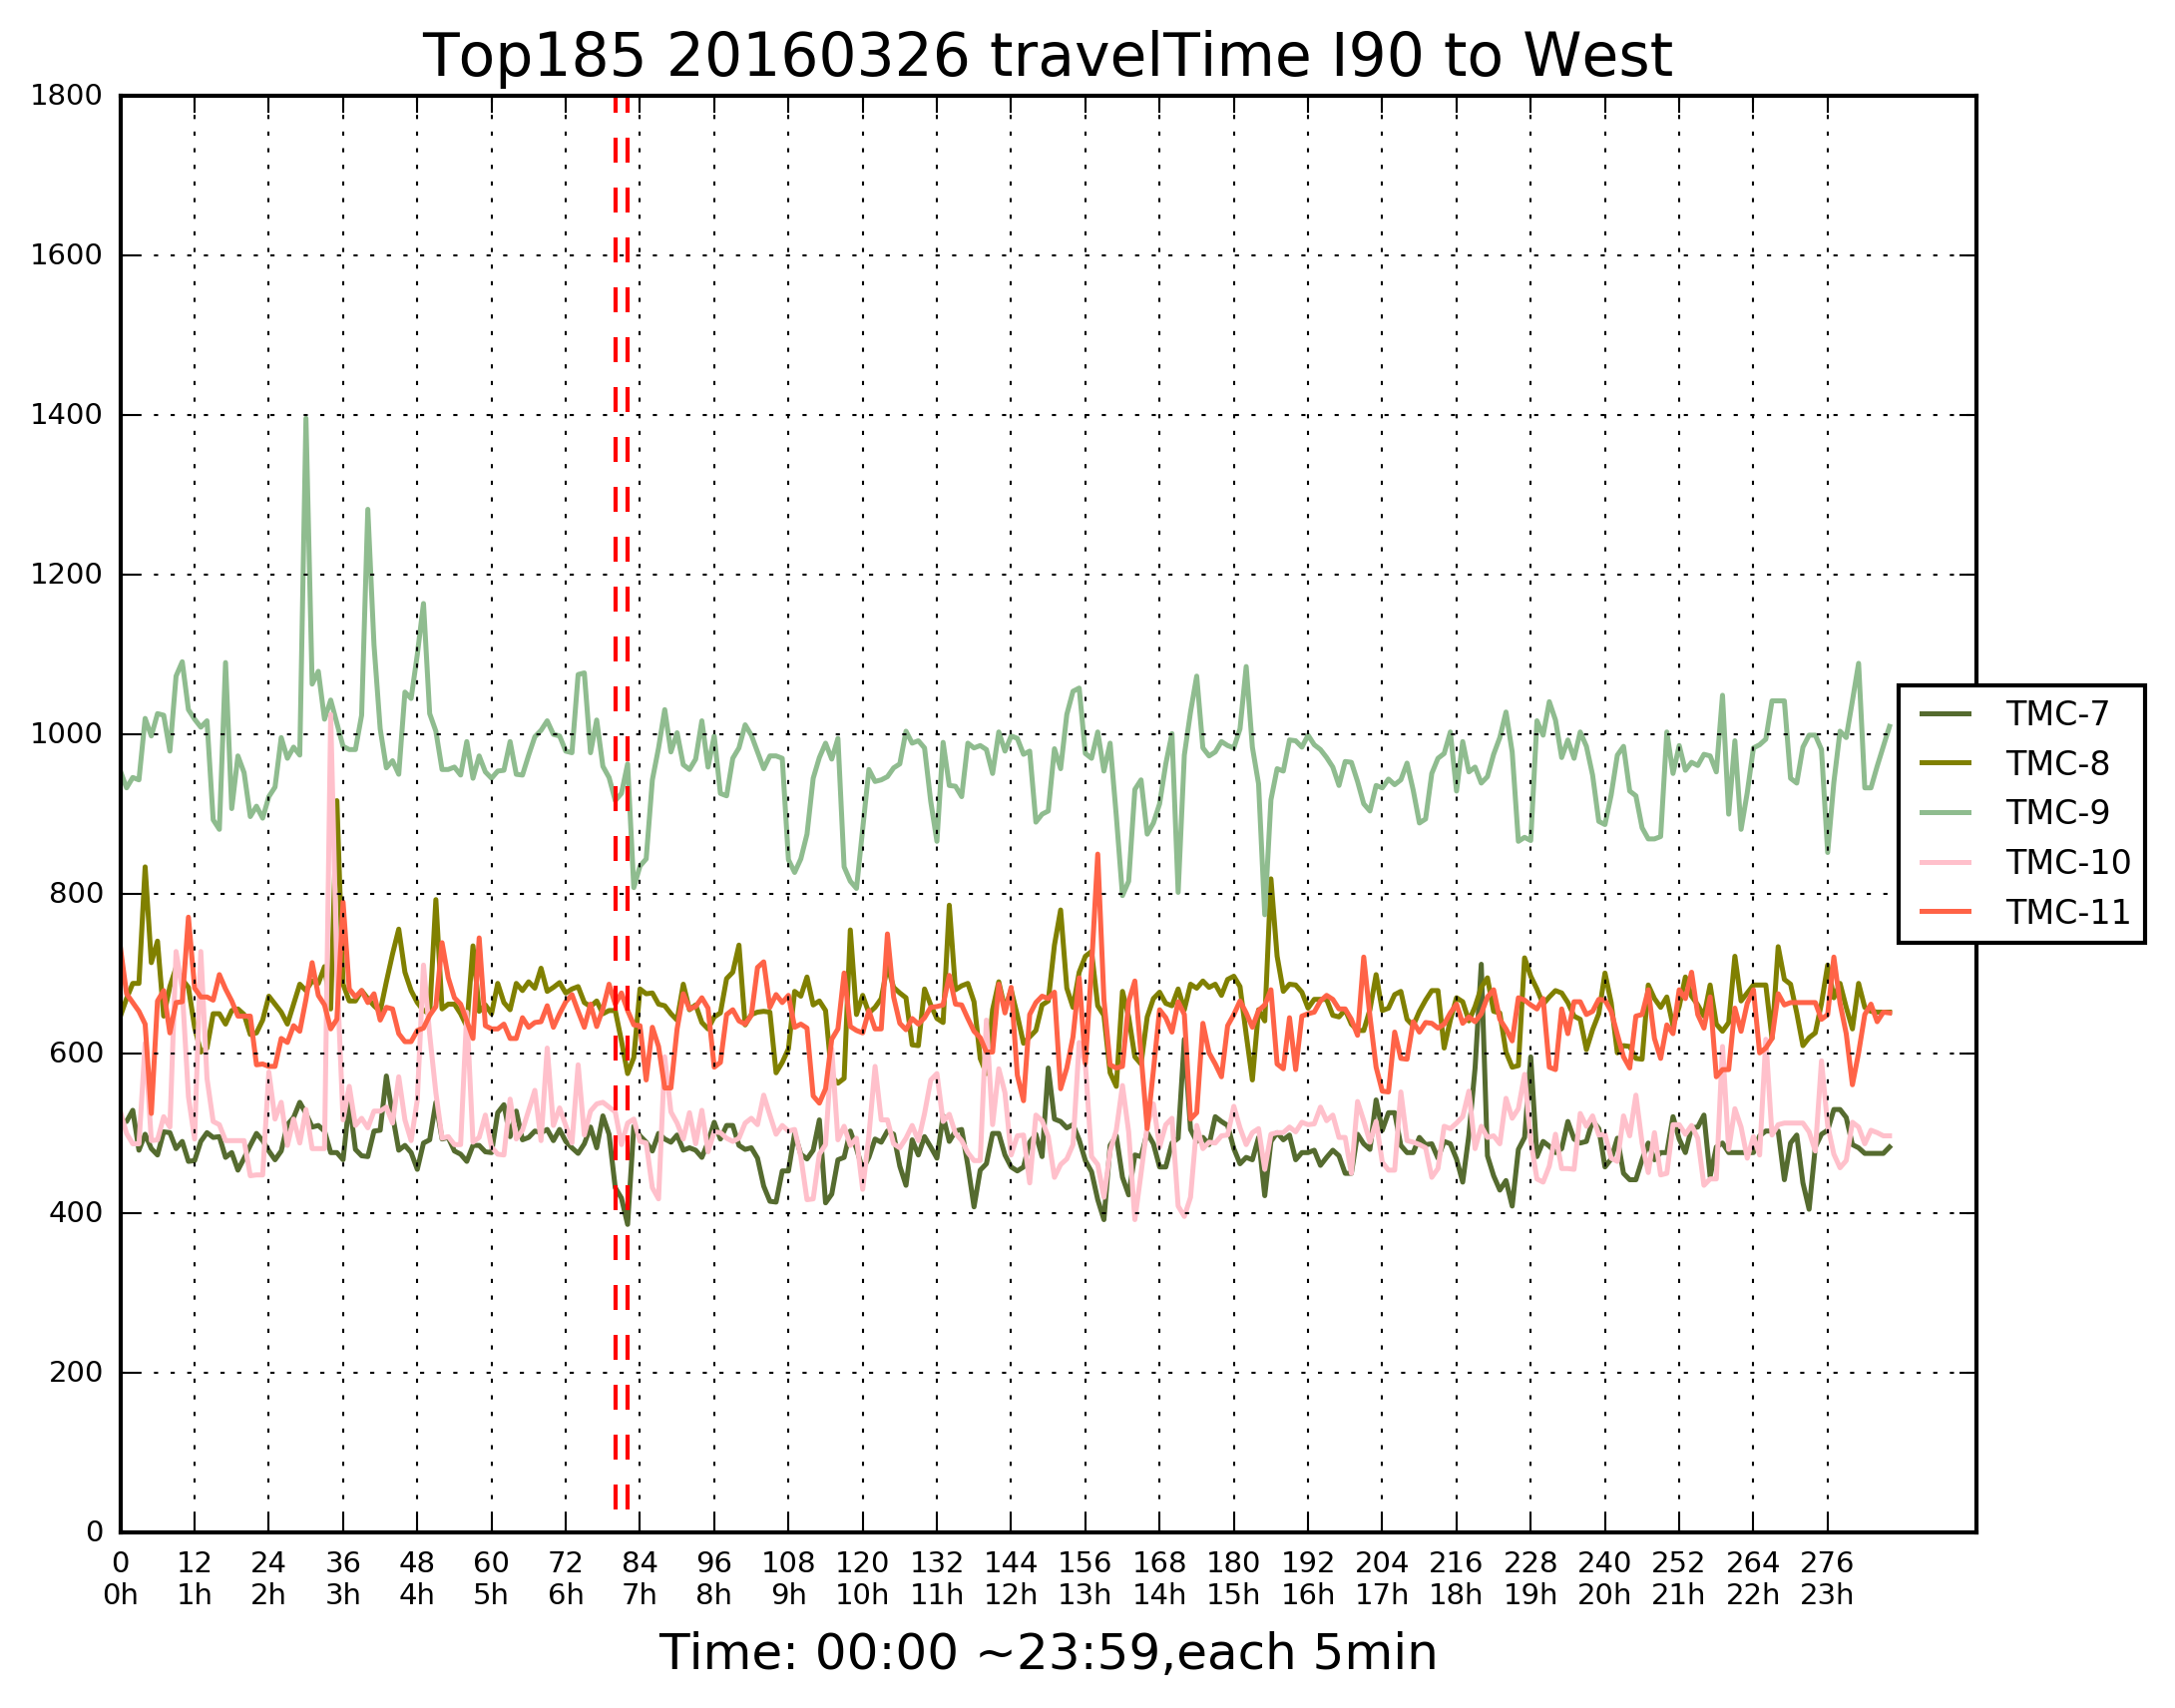 Top185 20160326 travelTime I90 to West
1800
1600
1400
1200
1000
800
600
400
200
0
TMC-7
TMC-8
TMC-9
TMC-10
TMC-11
0 12 24 36 48 60 72 84 96 108 120 132 144 156 168 180 192 204 216 228 240 252 264 276
0h 1h 2h 3h 4h 5h 6h 7h 8h 9h 10h 11h 12h 13h 14h 15h 16h 17h 18h 19h 20h 21h 22h 23h
Time: 00:00 ~23:59,each 5min